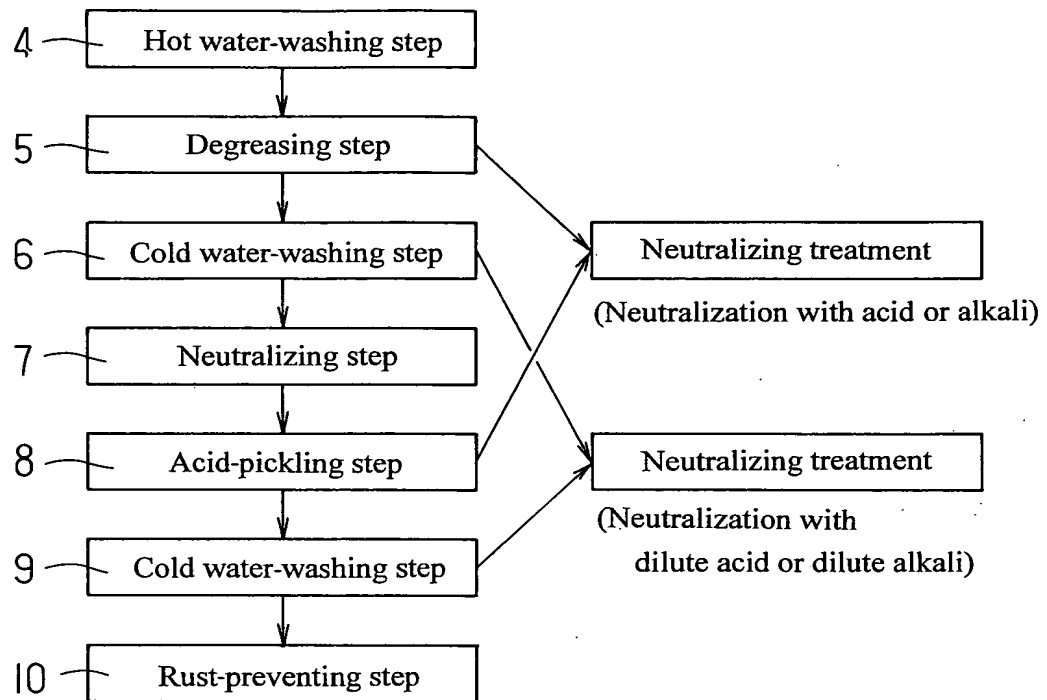 4 Hot water-washing step
5 Degreasing step
6 Cold water-washing step
Neutralizing treatment
(Neutralization with acid or alkali)
7 Neutralizing step
8 Acid-pickling step
Neutralizing treatment
(Neutralization with
dilute acid or dilute alkali)
9 Cold water-washing step
10 Rust-preventing step